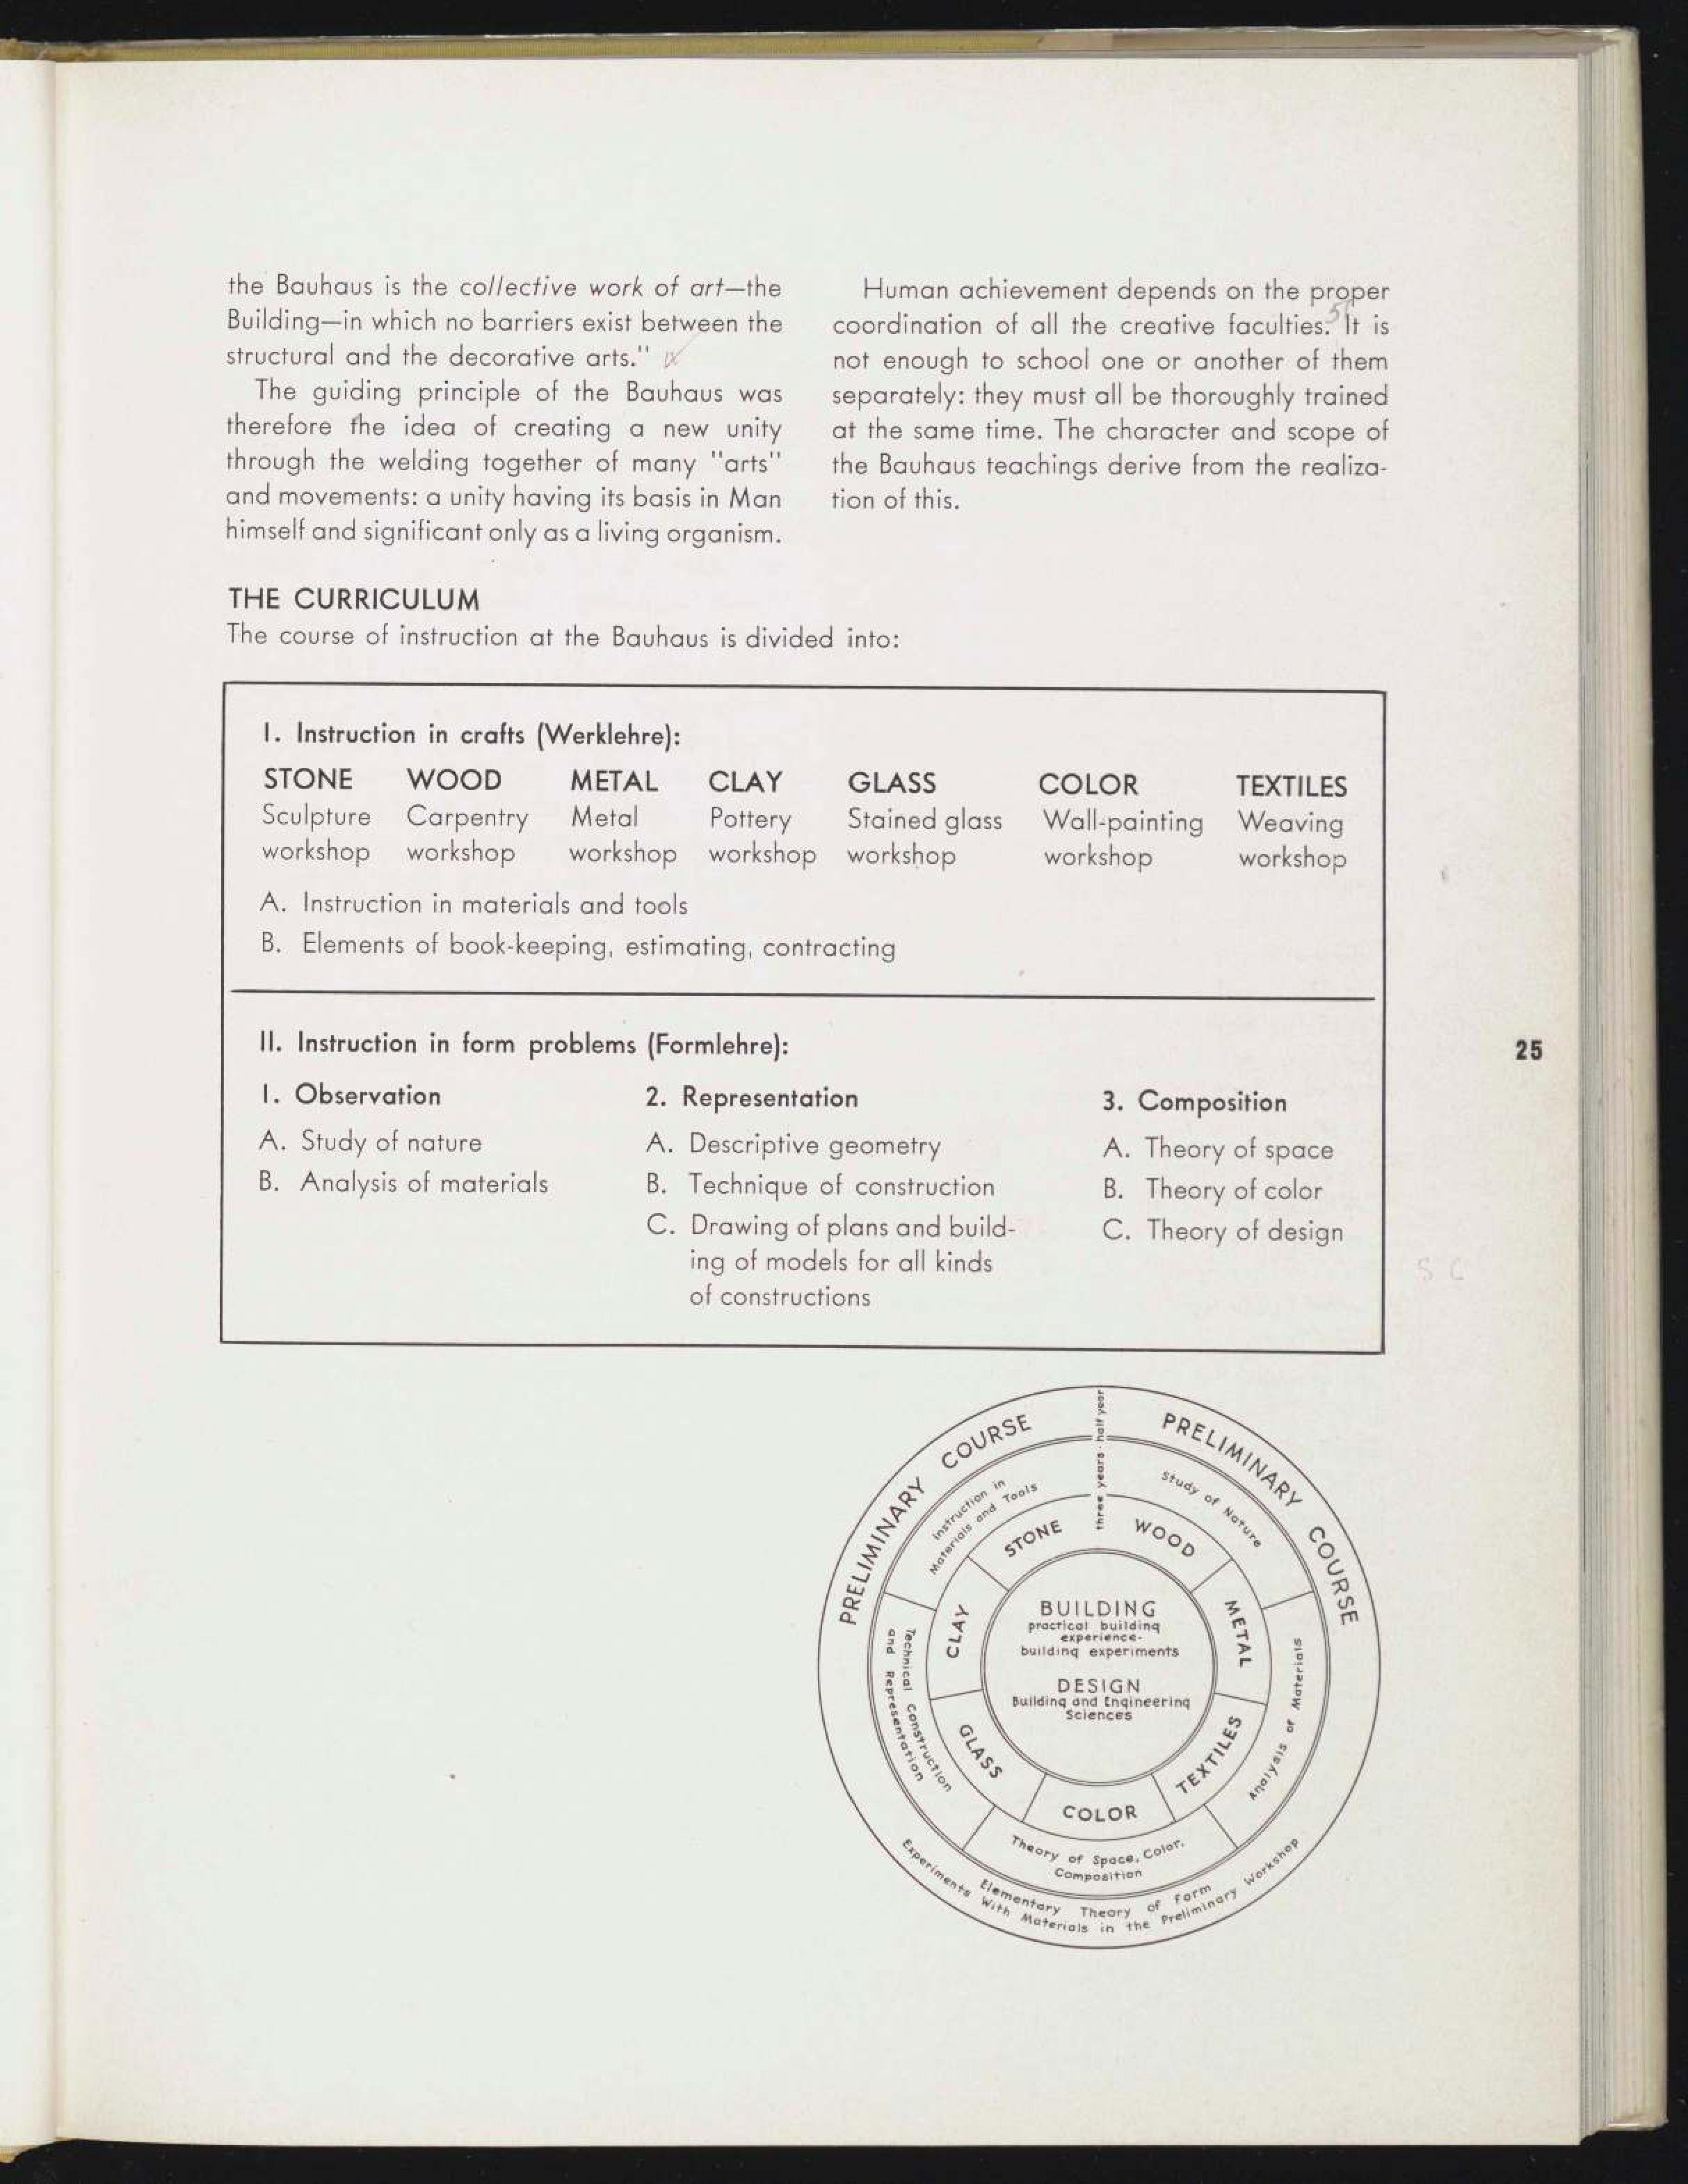 the Bauhaus is the collective work of art—the
Building—in which no barriers exist between the
structural and the decorative arts."
The guiding principle of the Bauhaus was
therefore the idea of creating a new unity
through the welding together of many "arts"
and movements: a unity having its basis in Man
himself and significant only as a living organism.
Human achievement depends on the proper
coordination of all the creative faculties. It is
not enough to school one or another of them
separately: they must all be thoroughly trained
at the same time. The character and scope of
the Bauhaus teachings derive from the realiza-
tion of this.
THE CURRICULUM
The course of instruction at the Bauhaus is divided into:
I. Instruction in crafts (Werklehre):
STONE WOOD METAL CLAY GLASS COLOR TEXTILES
Sculpture Carpentry Metal Pottery Stained glass Wall-painting Weaving
workshop workshop workshop workshop workshop workshop workshop
A. Instruction in materials and tools
B. Elements of book-keeping, estimating, contracting
II. Instruction in form problems (Formlehre):
1. Observation
A. Study of nature
B. Analysis of materials
2. Representation
A. Descriptive geometry
B. Technique of construction
C. Drawing of plans and build-
ing of models for all kinds
of constructions
3. Composition
A. Theory of space
B. Theory of color
C. Theory of design
25
S C
PRELIMINARY COURSE
three years · half year
PRELIMINARY COURSE
Instruction in
Materials and Tools
Study of Nature
STONE
WOOD
CLAY
METAL
BUILDING
practical building
experience-
building experiments
DESIGN
Building and Engineering
Sciences
Technical Construction
and Representation
Analysis of Materials
GLASS
TEXTILES
COLOR
Theory of Space, Color,
Composition
Elementary Theory of Form
Experiments With Materials in the Preliminary Workshop